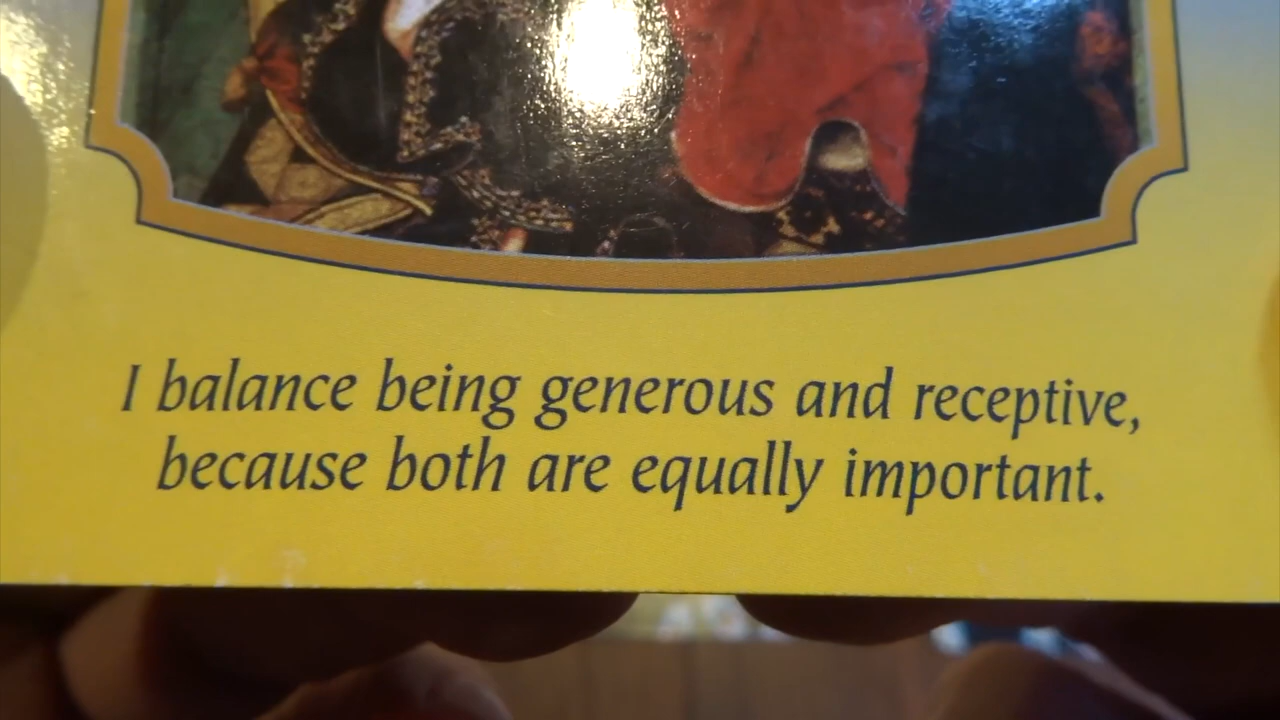 I balance being generous and receptive,
because both are equally important.